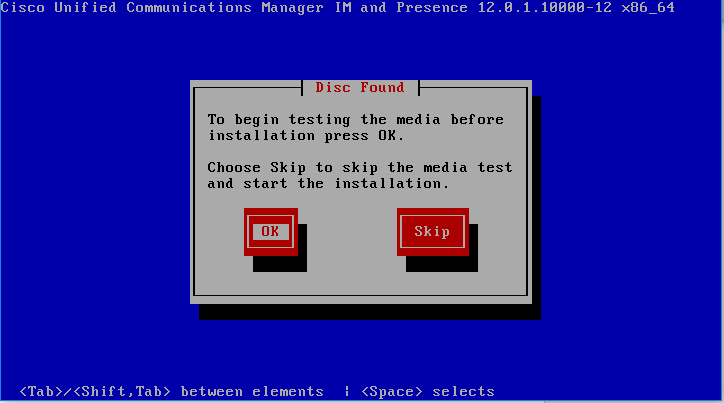 Cisco Unified Communications Manager IM and Presence 12.0.1.10000-12 x86_64
Disc Found
To begin testing the media before
installation press OK.
Choose Skip to skip the media test
and start the installation.
OK Skip
<Tab>/<Shift,Tab> between elements ¦ <Space> selects